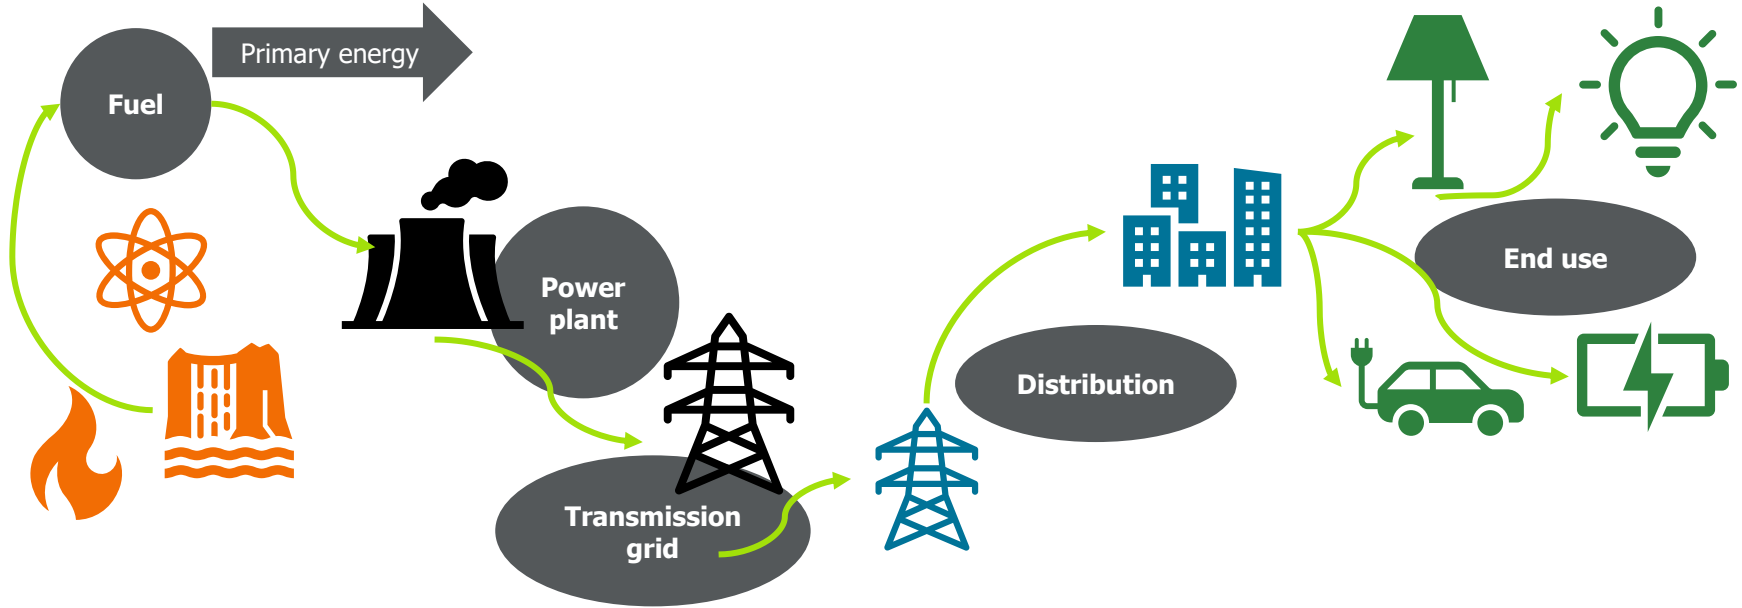 Primary energy
Fuel
Power
plant
Transmission
grid
Distribution
End use